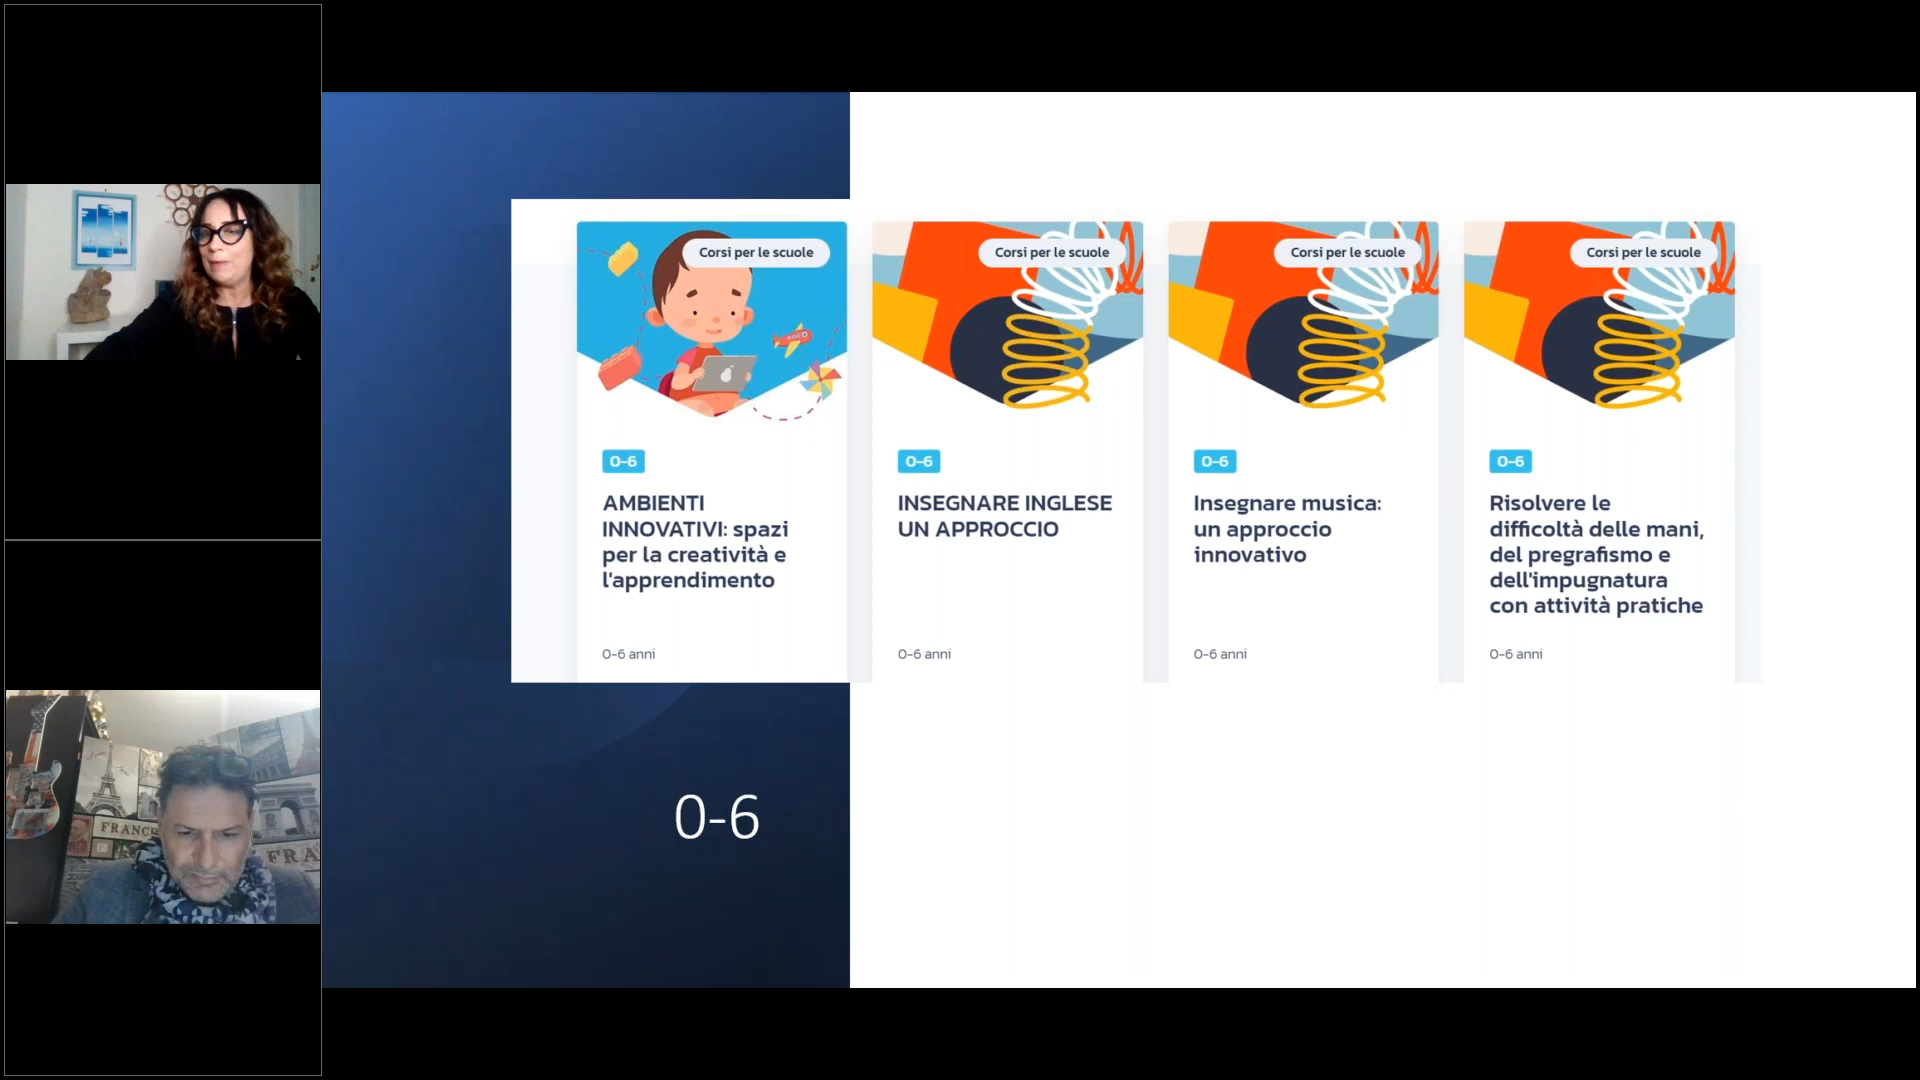 Corsi per le scuole
0-6
AMBIENTI
INNOVATIVI: spazi
per la creatività e
l'apprendimento
0-6 anni
Corsi per le scuole
0-6
INSEGNARE INGLESE
UN APPROCCIO
0-6 anni
Corsi per le scuole
0-6
Insegnare musica:
un approccio
innovativo
0-6 anni
Corsi per le scuole
0-6
Risolvere le
difficoltà delle mani,
del pregrafismo e
dell'impugnatura
con attività pratiche
0-6 anni
0-6
FRANCE
FRA